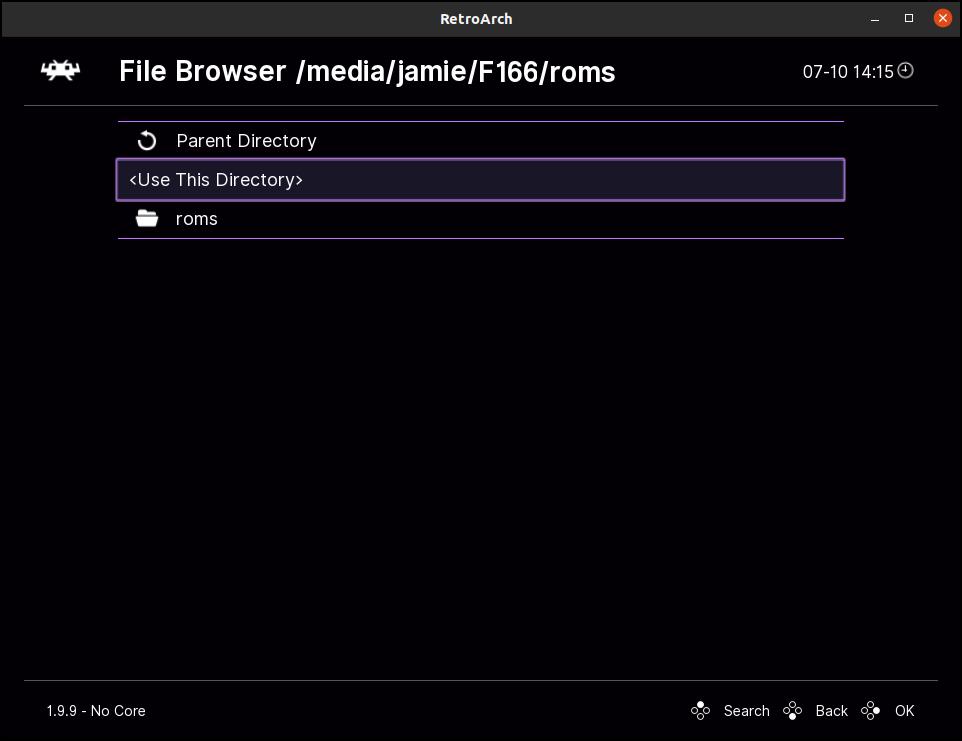 RetroArch
File Browser /media/jamie/F166/roms
07-10 14:15
Parent Directory
<Use This Directory>
roms
1.9.9 - No Core
Search Back OK